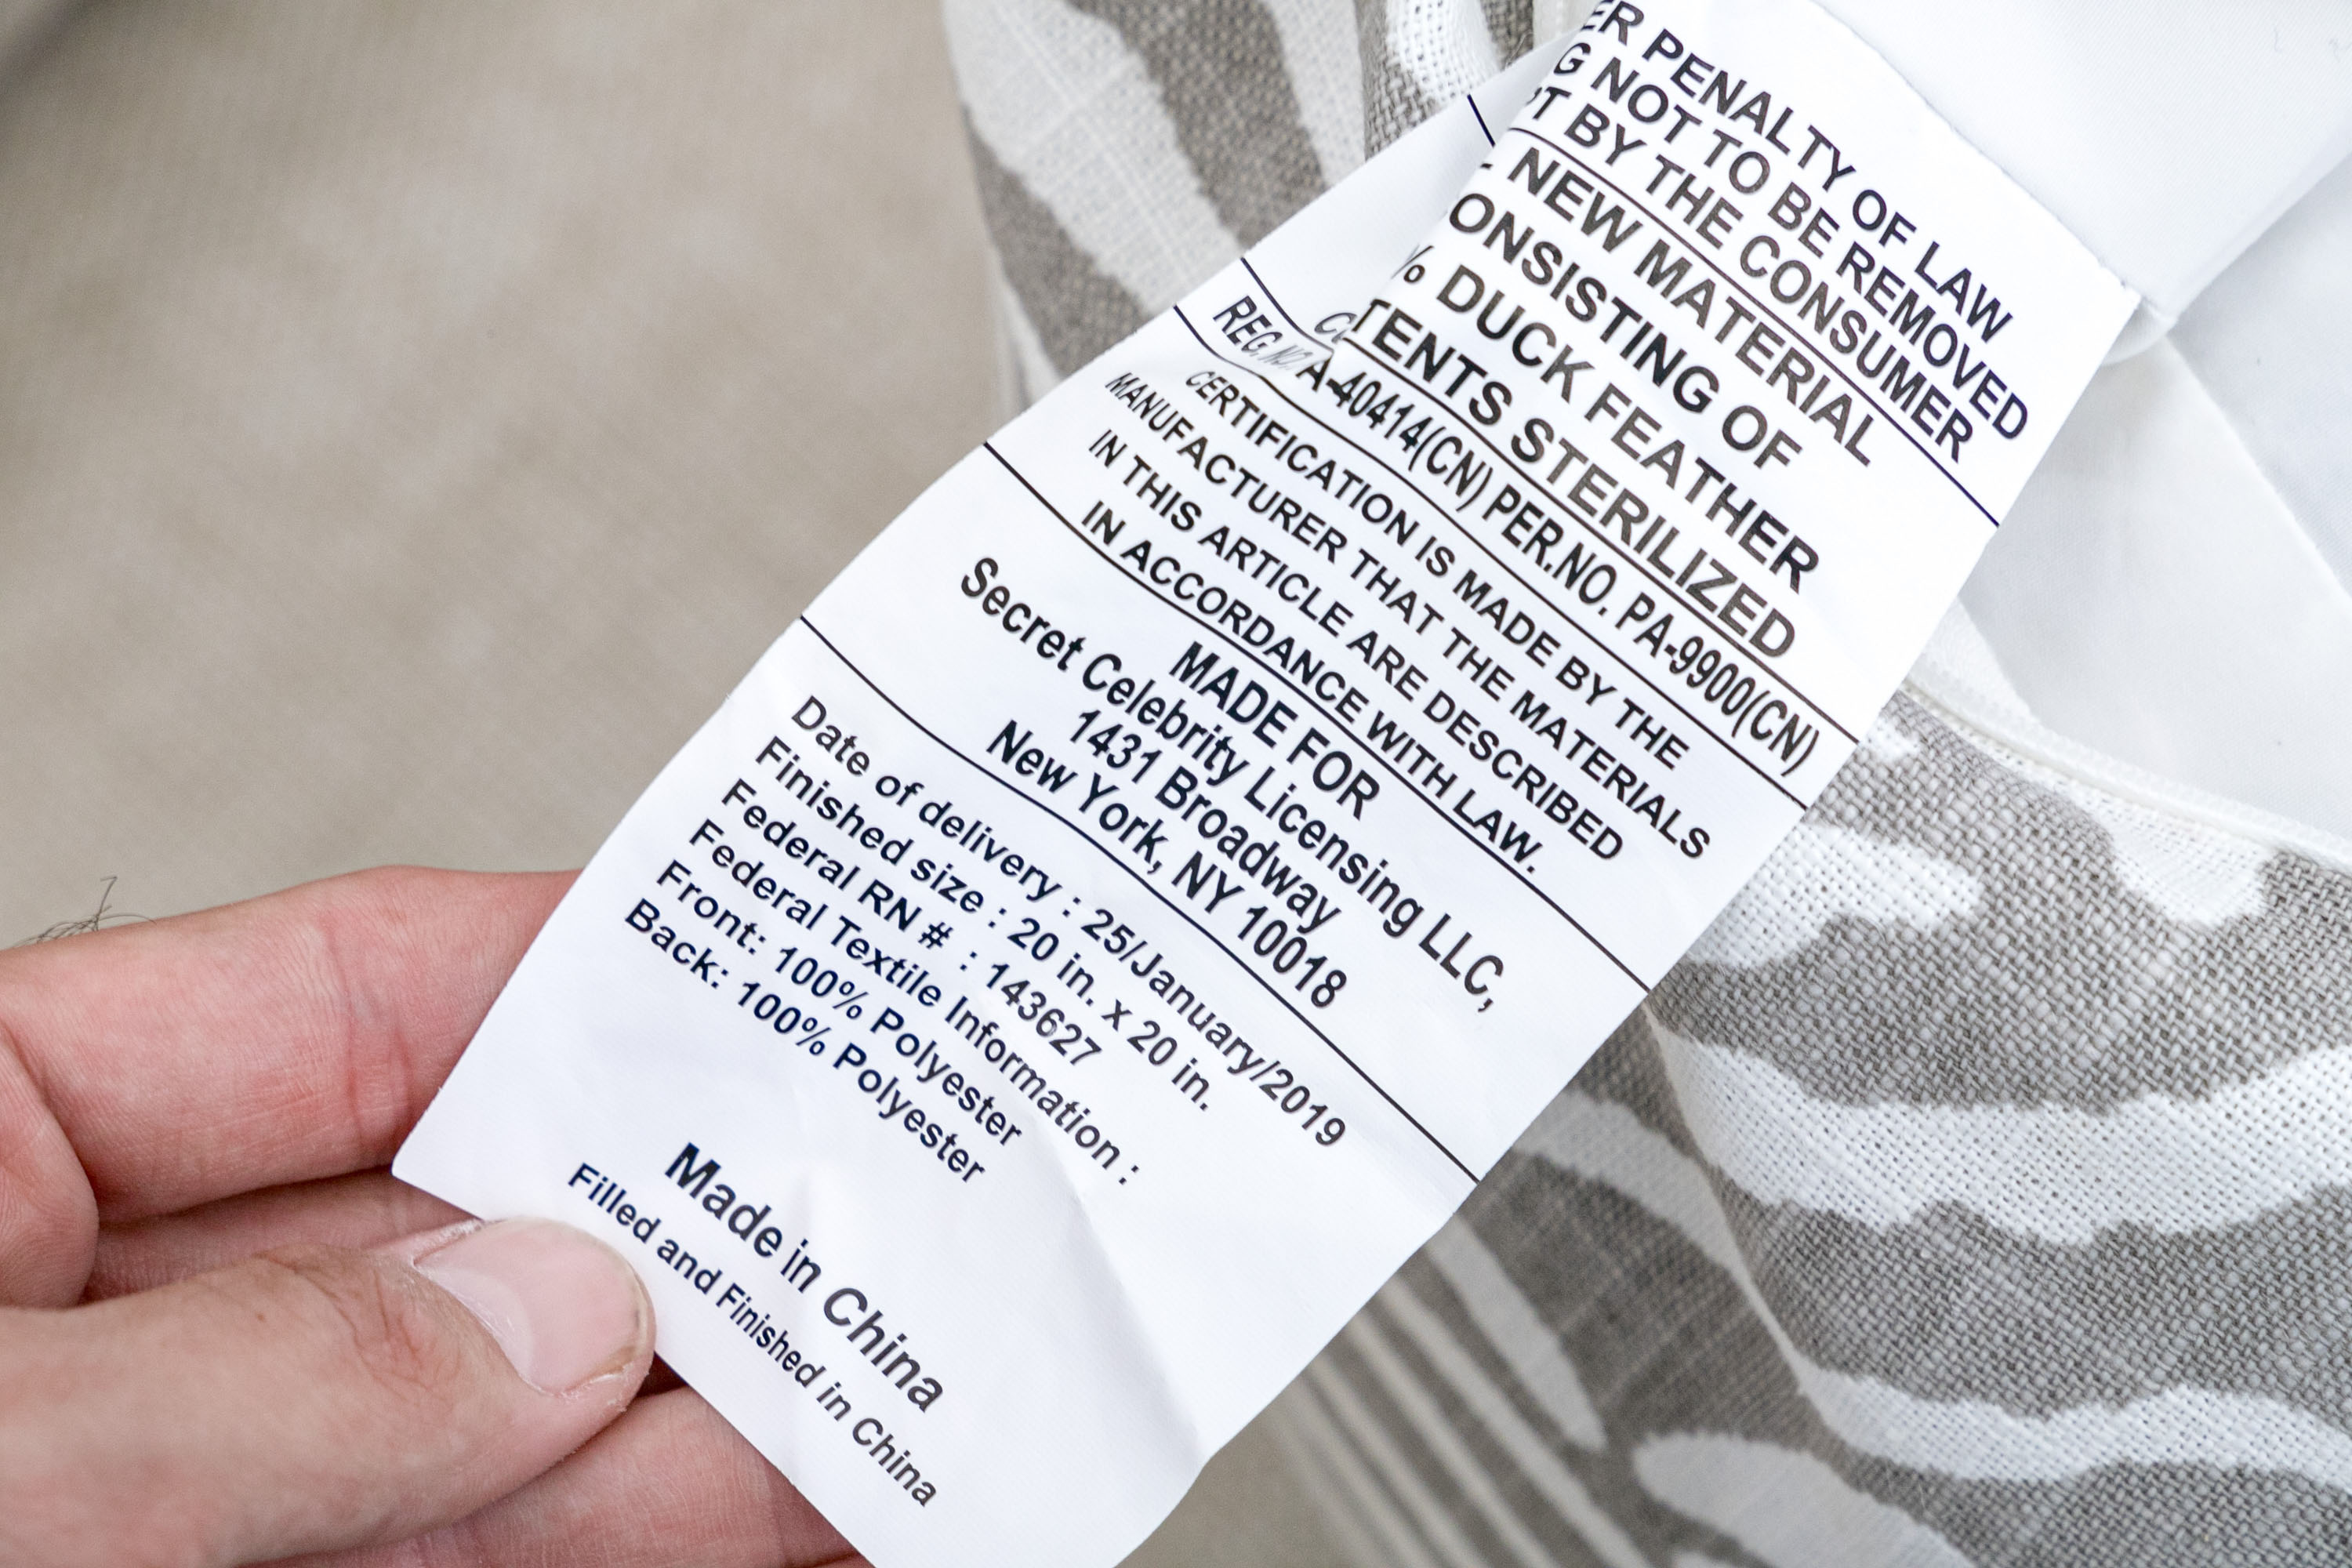 ER PENALTY OF LAW
G NOT TO BE REMOVED
PT BY THE CONSUMER
NEW MATERIAL
ONSISTING OF
% DUCK FEATHER
TENTS STERILIZED
REG. NO. A-40414(CN) PER.NO. PA-9900(CN)
CERTIFICATION IS MADE BY THE
MANUFACTURER THAT THE MATERIALS
IN THIS ARTICLE ARE DESCRIBED
IN ACCORDANCE WITH LAW.
MADE FOR
Secret Celebrity Licensing LLC,
1431 Broadway
New York, NY 10018
Date of delivery : 25/January/2019
Finished size : 20 in. x 20 in.
Federal RN # : 143627
Federal Textile Information :
Front: 100% Polyester
Back: 100% Polyester
Made in China
Filled and Finished in China